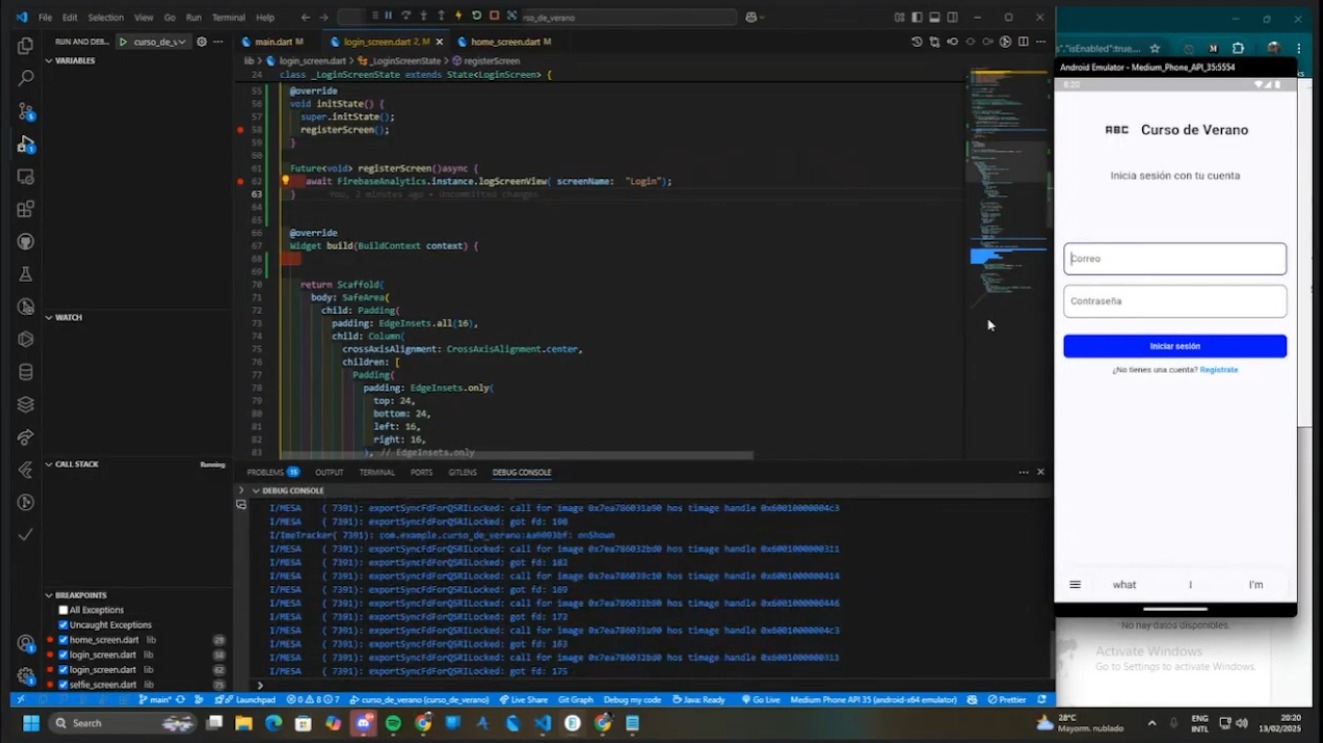 File Edit Selection View Go Run Terminal Help
so_de_verano
RUN AND DEB...
curso_de_v
main.dart M
login_screen.dart 2, M
home_screen.dart M
lib > login_screen.dart > _LoginScreenState > registerScreen
VARIABLES
24 class _LoginScreenState extends State<LoginScreen> {
55 @override
56 void initState() {
57 super.initState();
58 registerScreen();
59 }
60
61 Future<void> registerScreen()async {
62 await FirebaseAnalytics.instance.logScreenView( screenName: "Login");
63 }
You, 2 minutes ago • Uncommitted changes
64
65
66 @override
67 Widget build(BuildContext context) {
68
69
70 return Scaffold(
71 body: SafeArea(
72 child: Padding(
73 padding: EdgeInsets.all(16),
74 child: Column(
75 crossAxisAlignment: CrossAxisAlignment.center,
76 children: [
77 Padding(
78 padding: EdgeInsets.only(
79 top: 24,
80 bottom: 24,
81 left: 16,
82 right: 16,
83 ), // EdgeInsets.only
WATCH
CALL STACK
Running
BREAKPOINTS
All Exceptions
Uncaught Exceptions
home_screen.dart lib 29
login_screen.dart lib 58
login_screen.dart lib 62
selfie_screen.dart lib 73
PROBLEMS 15 OUTPUT TERMINAL PORTS GITLENS DEBUG CONSOLE
DEBUG CONSOLE
I/MESA ( 7391): exportSyncFdForQSRILocked: call for image 0x7ea786031a90 hos timage handle 0x60010000004c3
I/MESA ( 7391): exportSyncFdForQSRILocked: got fd: 190
I/ImeTracker( 7391): com.example.curso_de_verano:aa0093bf: onShown
I/MESA ( 7391): exportSyncFdForQSRILocked: call for image 0x7ea786032bd0 hos timage handle 0x6001000000311
I/MESA ( 7391): exportSyncFdForQSRILocked: got fd: 182
I/MESA ( 7391): exportSyncFdForQSRILocked: call for image 0x7ea786038c10 hos timage handle 0x6001000000414
I/MESA ( 7391): exportSyncFdForQSRILocked: got fd: 169
I/MESA ( 7391): exportSyncFdForQSRILocked: call for image 0x7ea786031b90 hos timage handle 0x6001000000446
I/MESA ( 7391): exportSyncFdForQSRILocked: got fd: 172
I/MESA ( 7391): exportSyncFdForQSRILocked: call for image 0x7ea786031a90 hos timage handle 0x60010000004c3
I/MESA ( 7391): exportSyncFdForQSRILocked: got fd: 183
I/MESA ( 7391): exportSyncFdForQSRILocked: call for image 0x7ea786032bd0 hos timage handle 0x6001000000311
I/MESA ( 7391): exportSyncFdForQSRILocked: got fd: 175
main* Launchpad 0 8 7 curso_de_verano (curso_de_verano) Live Share Git Graph Debug my code Java: Ready Go Live Medium Phone API 35 (android-x64 emulator) Prettier
s","isEnabled":true....
Android Emulator - Medium_Phone_API_35:5554
8:20
ABC Curso de Verano
Inicia sesión con tu cuenta
Correo
Contraseña
Iniciar sesión
¿No tienes una cuenta? Regístrate
what I I'm
No hay datos disponibles.
Activate Windows
Go to Settings to activate Windows.
Search
28°C
Mayorm. nublado
ENG
INTL
20:20
13/02/2025